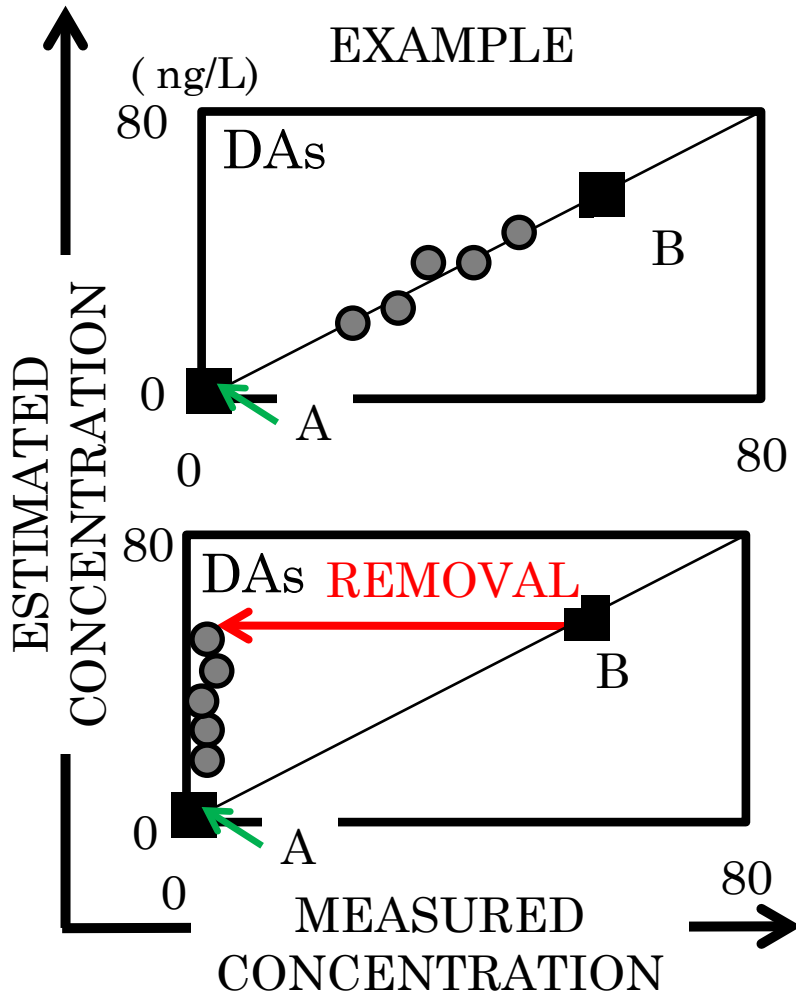 EXAMPLE
( ng/L)
80
DAs
B
0
A
0
80
80
DAs
REMOVAL
B
0
A
0
80
ESTIMATED
CONCENTRATION
MEASURED
CONCENTRATION